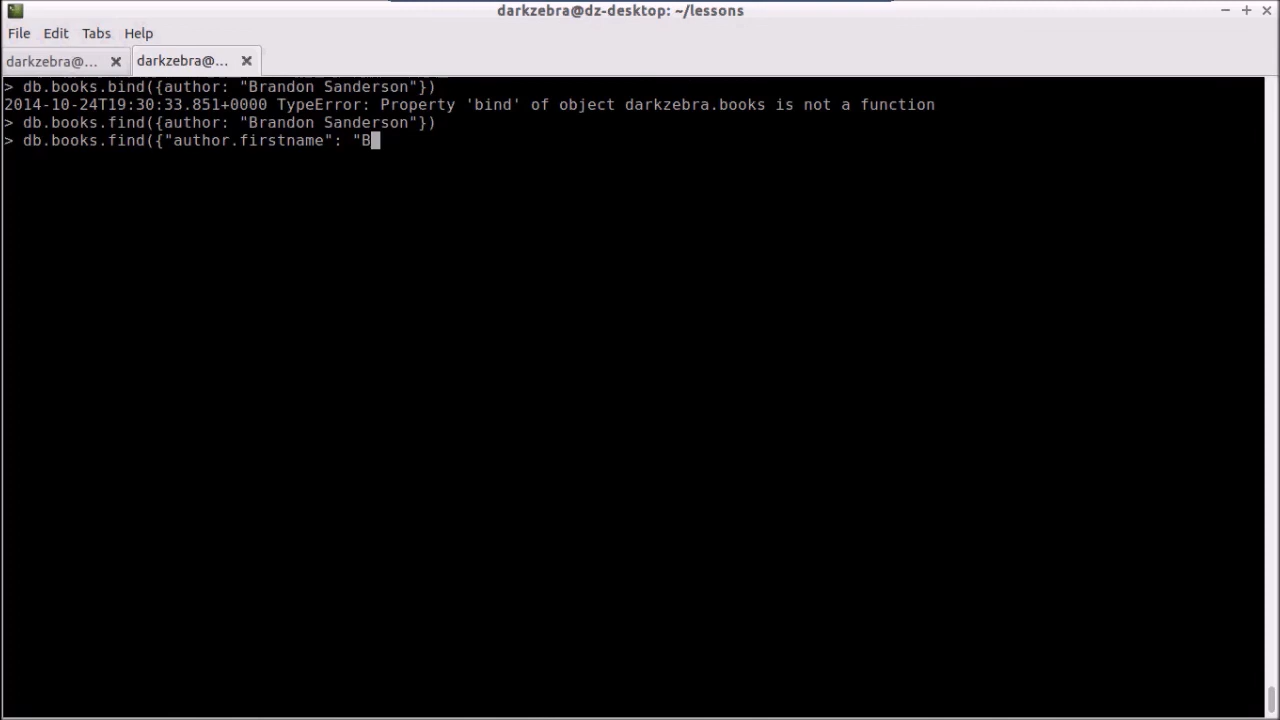 darkzebra@dz-desktop: ~/lessons
File Edit Tabs Help
darkzebra@... darkzebra@...
> db.books.bind({author: "Brandon Sanderson"})
2014-10-24T19:30:33.851+0000 TypeError: Property 'bind' of object darkzebra.books is not a function
> db.books.find({author: "Brandon Sanderson"})
> db.books.find({"author.firstname": "B